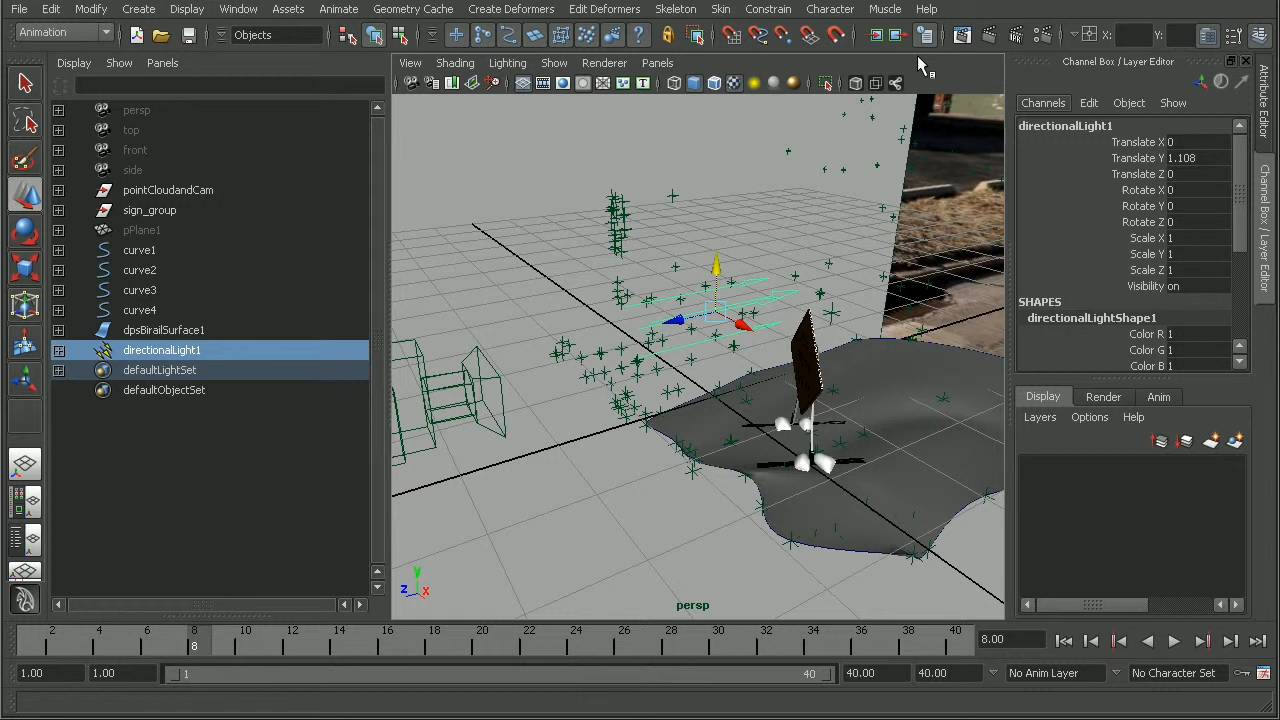 File Edit Modify Create Display Window Assets Animate Geometry Cache Create Deformers Edit Deformers Skeleton Skin Constrain Character Muscle Help
Animation Objects X: Y:
Display Show Panels
View Shading Lighting Show Renderer Panels
Channel Box / Layer Editor
Channels Edit Object Show
persp
top
front
side
pointCloudandCam
sign_group
pPlane1
curve1
curve2
curve3
curve4
dpsBirailSurface1
directionalLight1
defaultLightSet
defaultObjectSet
y
z x
persp
directionalLight1
Translate X 0
Translate Y 1.108
Translate Z 0
Rotate X 0
Rotate Y 0
Rotate Z 0
Scale X 1
Scale Y 1
Scale Z 1
Visibility on
SHAPES
directionalLightShape1
Color R 1
Color G 1
Color B 1
Display Render Anim
Layers Options Help
Attribute Editor
Channel Box / Layer Editor
2 4 6 8 10 12 14 16 18 20 22 24 26 28 30 32 34 36 38 40
8
8.00
1.00 1.00 1 40 40.00 40.00 No Anim Layer No Character Set